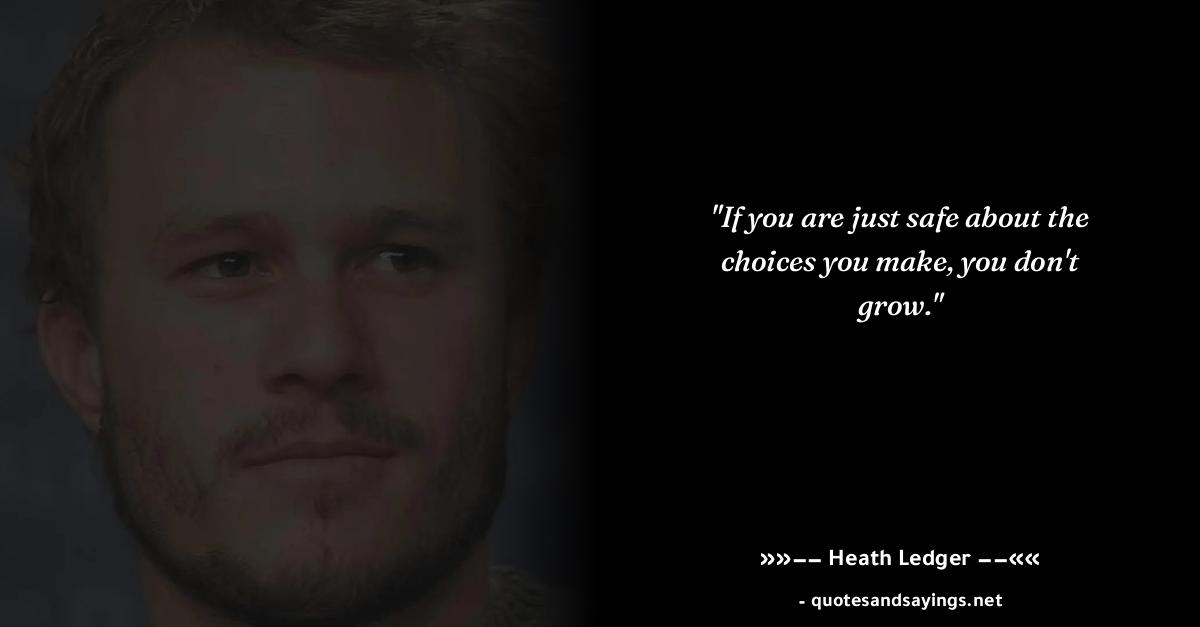 "If you are just safe about the
choices you make, you don't
grow."
»»–– Heath Ledger ––««
- quotesandsayings.net